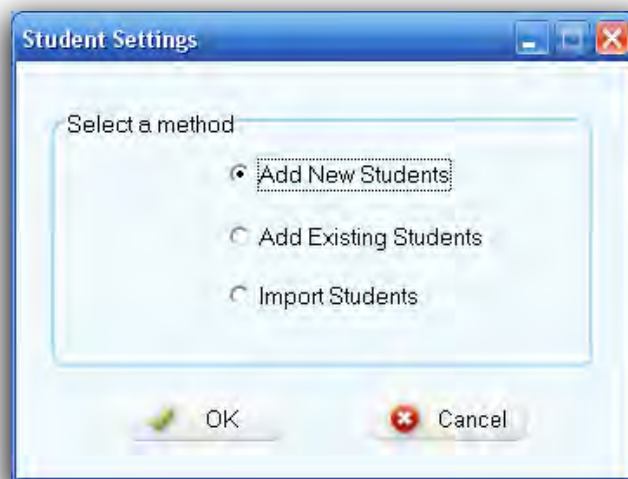 Student Settings
Select a method
Add New Students
Add Existing Students
Import Students
OK Cancel